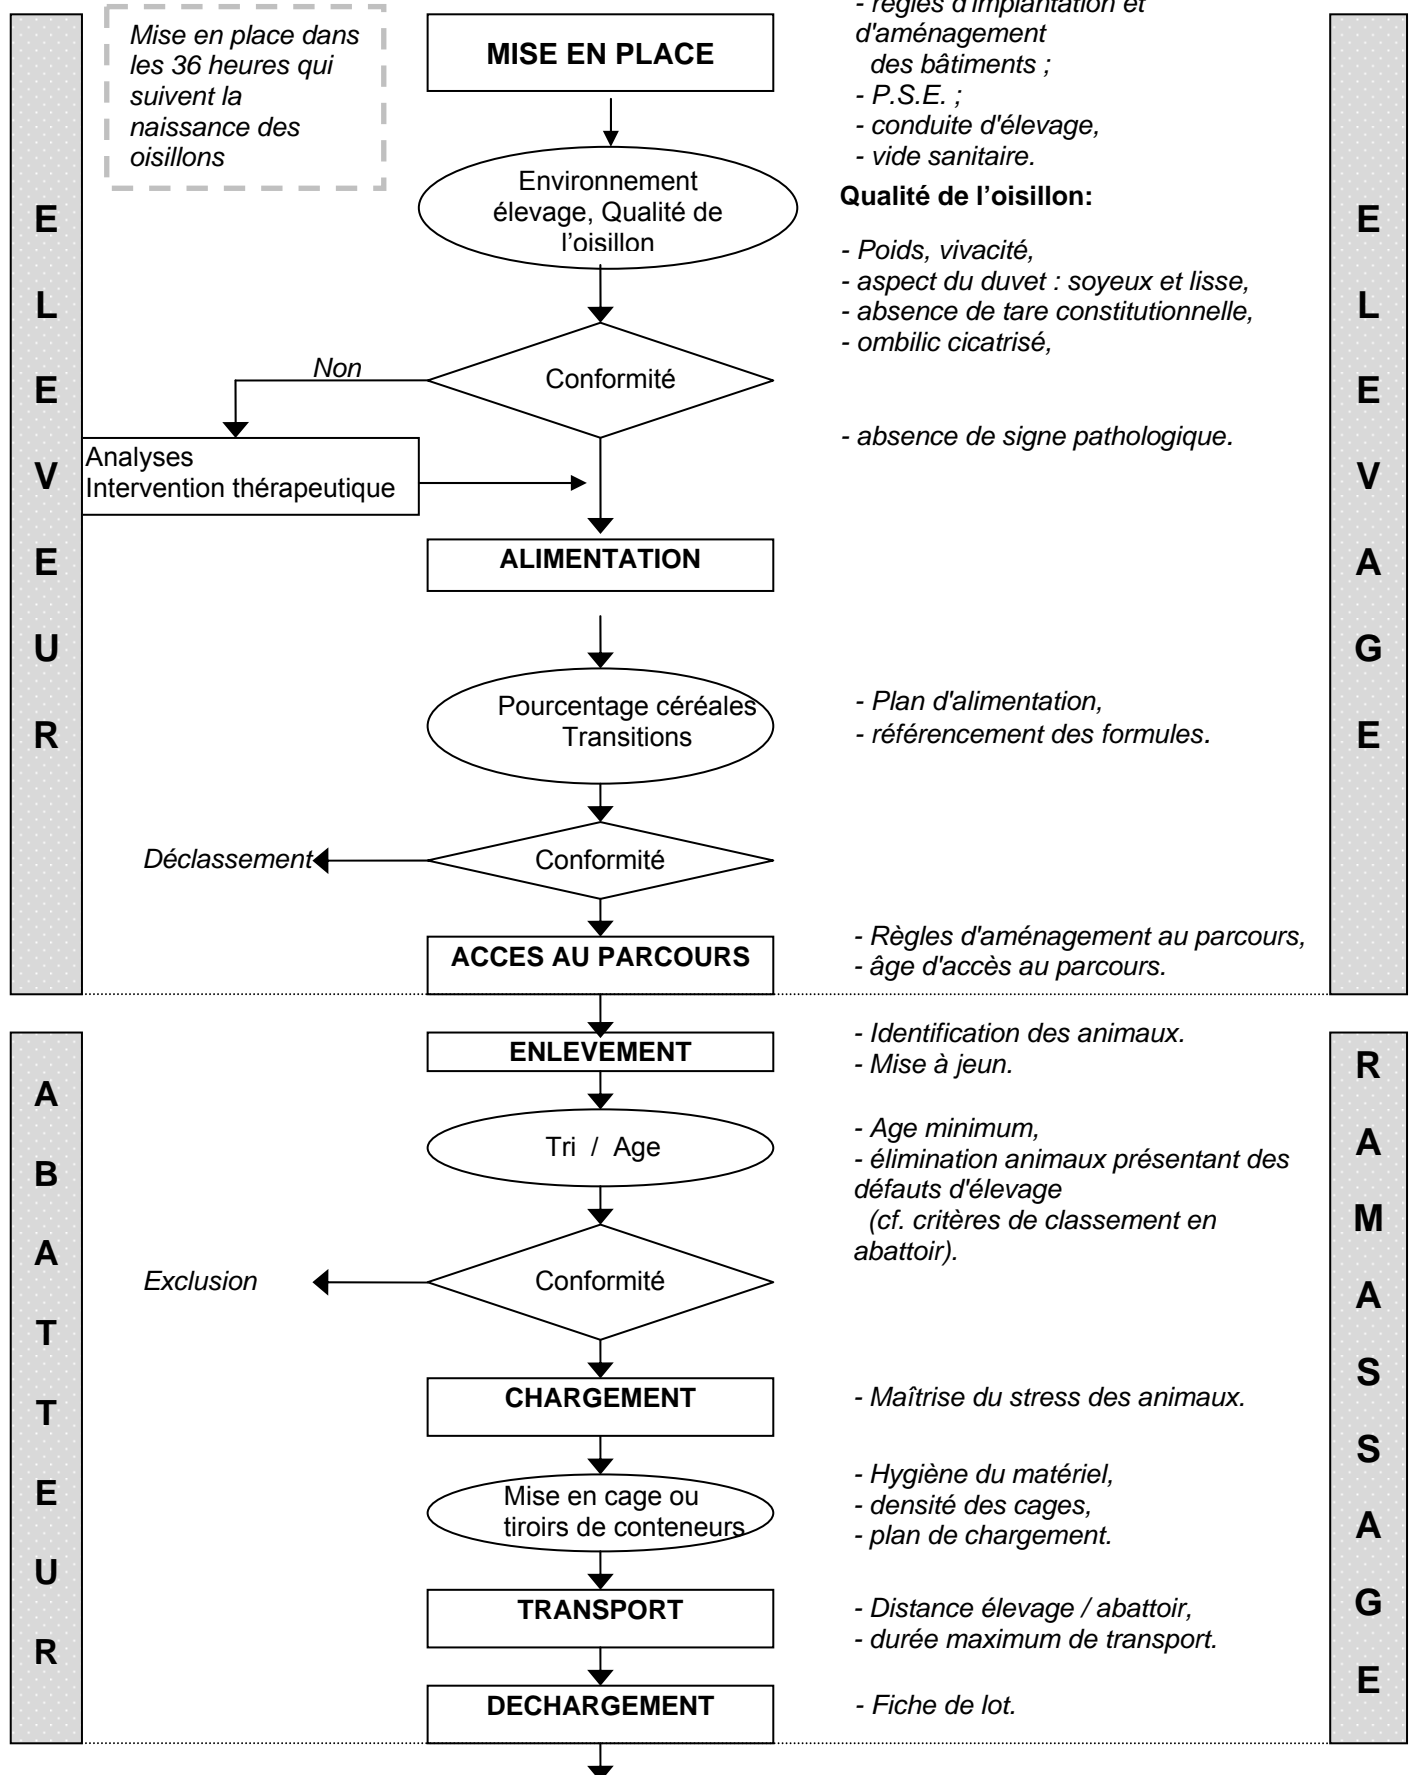 - règles d'implantation et
d'aménagement
des bâtiments ;
- P.S.E. ;
- conduite d'élevage,
- vide sanitaire.
Mise en place dans
les 36 heures qui
suivent la
naissance des
oisillons
MISE EN PLACE
Environnement
élevage, Qualité de
l'oisillon
Qualité de l’oisillon:
- Poids, vivacité,
- aspect du duvet : soyeux et lisse,
- absence de tare constitutionnelle,
- ombilic cicatrisé,
- absence de signe pathologique.
Non
Conformité
Analyses
Intervention thérapeutique
ALIMENTATION
Pourcentage céréales
Transitions
- Plan d'alimentation,
- référencement des formules.
Déclassement
Conformité
ACCES AU PARCOURS
- Règles d'aménagement au parcours,
- âge d'accès au parcours.
E
L
E
V
E
U
R
E
L
E
V
A
G
E
ENLEVEMENT
- Identification des animaux.
- Mise à jeun.
Tri / Age
- Age minimum,
- élimination animaux présentant des
défauts d'élevage
(cf. critères de classement en
abattoir).
Exclusion
Conformité
CHARGEMENT
- Maîtrise du stress des animaux.
Mise en cage ou
tiroirs de conteneurs
- Hygiène du matériel,
- densité des cages,
- plan de chargement.
TRANSPORT
- Distance élevage / abattoir,
- durée maximum de transport.
DECHARGEMENT
- Fiche de lot.
A
B
A
T
T
E
U
R
R
A
M
A
S
S
A
G
E